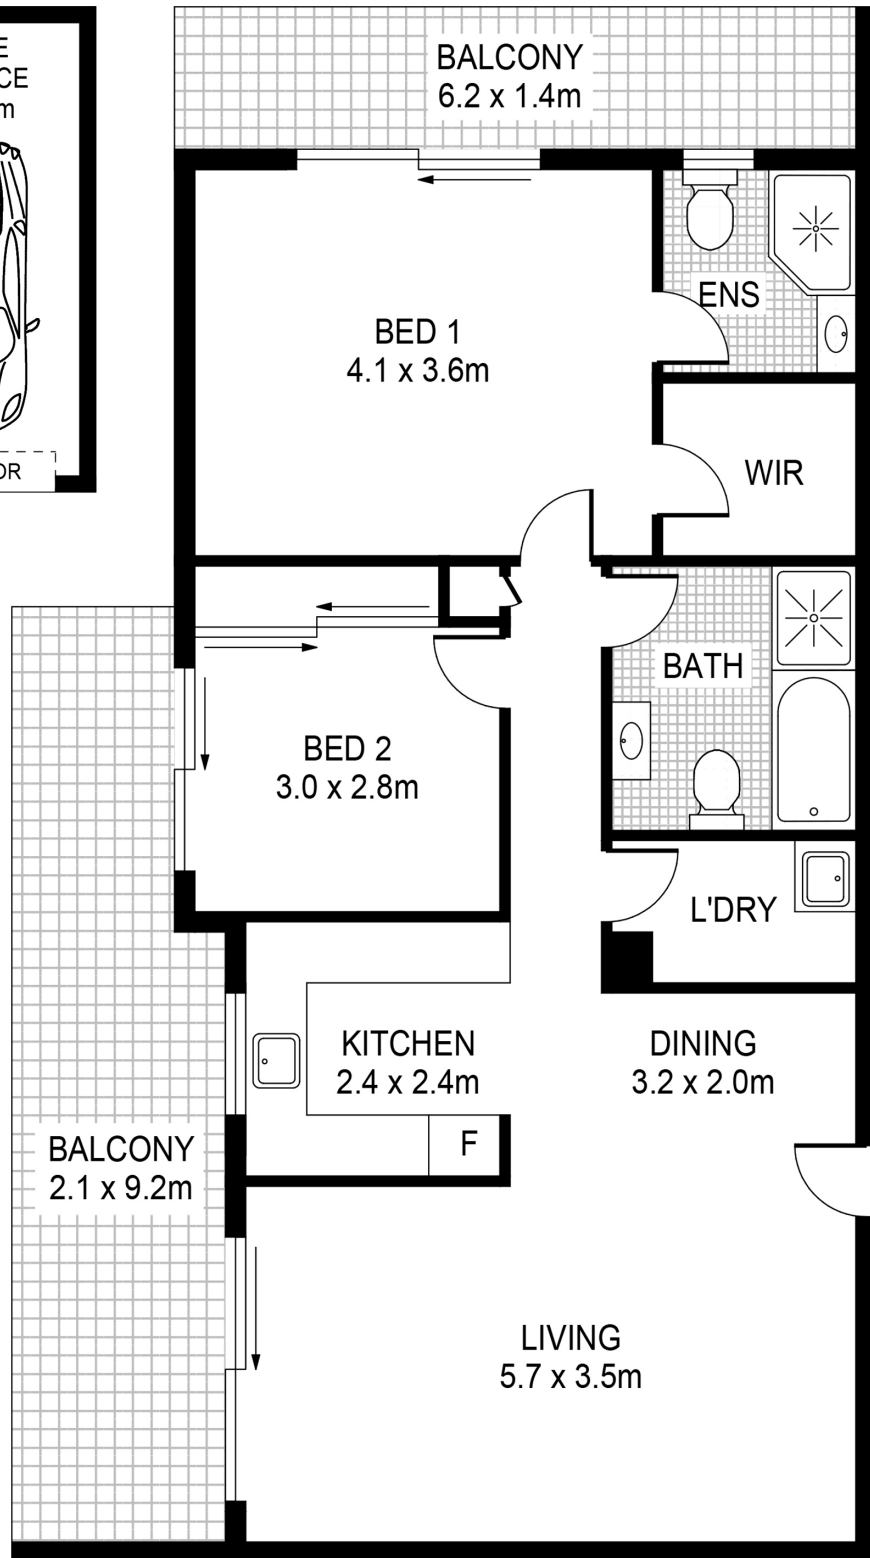 BALCONY
6.2 x 1.4m
ENS
BED 1
4.1 x 3.6m
WIR
BATH
BED 2
3.0 x 2.8m
L'DRY
KITCHEN
2.4 x 2.4m
DINING
3.2 x 2.0m
F
BALCONY
2.1 x 9.2m
LIVING
5.7 x 3.5m